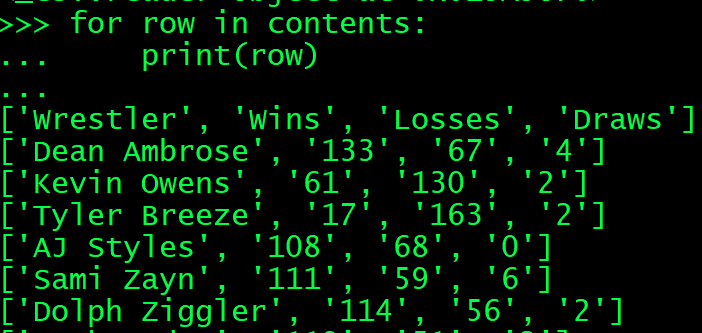 >>> for row in contents:
... print(row)
...
['Wrestler', 'Wins', 'Losses', 'Draws']
['Dean Ambrose', '133', '67', '4']
['Kevin Owens', '61', '130', '2']
['Tyler Breeze', '17', '163', '2']
['AJ Styles', '108', '68', '0']
['Sami Zayn', '111', '59', '6']
['Dolph Ziggler', '114', '56', '2']